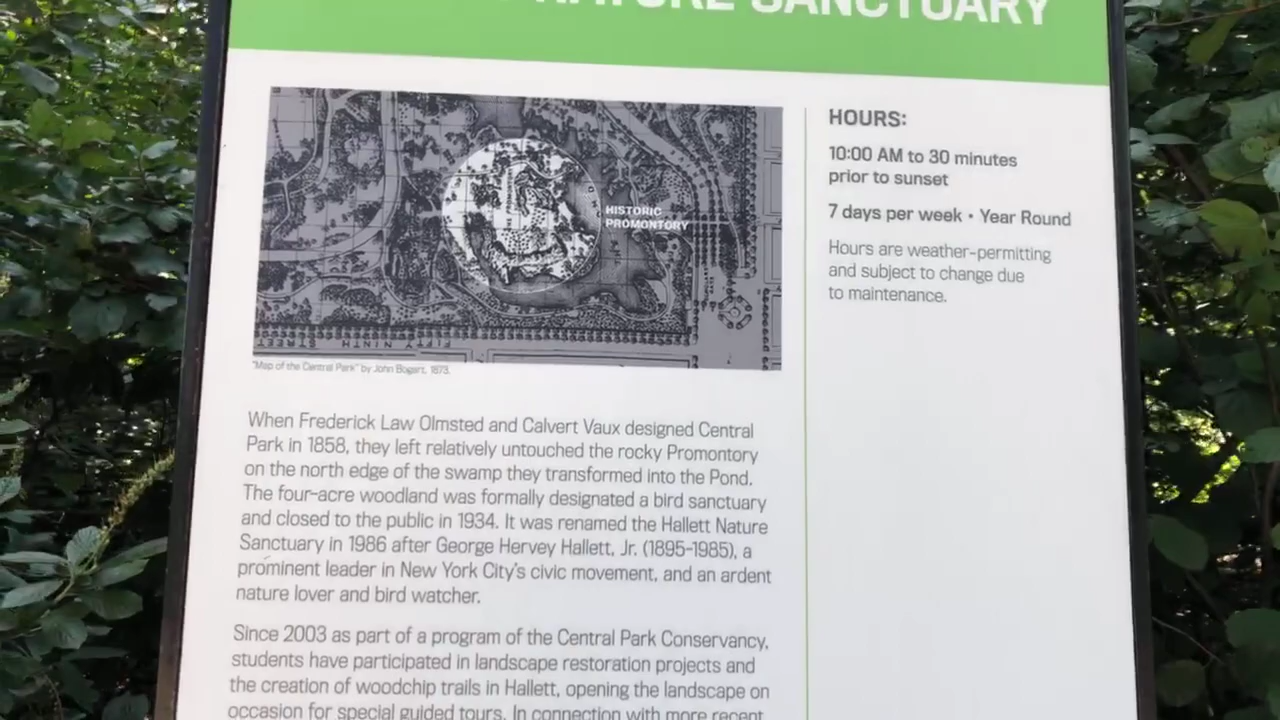 NATURE SANCTUARY
HISTORIC
PROMONTORY
FIFTY NINTH STREET
"Map of the Central Park" by John Bogart, 1873.
HOURS:
10:00 AM to 30 minutes
prior to sunset
7 days per week • Year Round
Hours are weather-permitting
and subject to change due
to maintenance.
When Frederick Law Olmsted and Calvert Vaux designed Central
Park in 1858, they left relatively untouched the rocky Promontory
on the north edge of the swamp they transformed into the Pond.
The four-acre woodland was formally designated a bird sanctuary
and closed to the public in 1934. It was renamed the Hallett Nature
Sanctuary in 1986 after George Hervey Hallett, Jr. (1895-1985), a
prominent leader in New York City's civic movement, and an ardent
nature lover and bird watcher.
Since 2003 as part of a program of the Central Park Conservancy,
students have participated in landscape restoration projects and
the creation of woodchip trails in Hallett, opening the landscape on
occasion for special guided tours. In connection with more recent